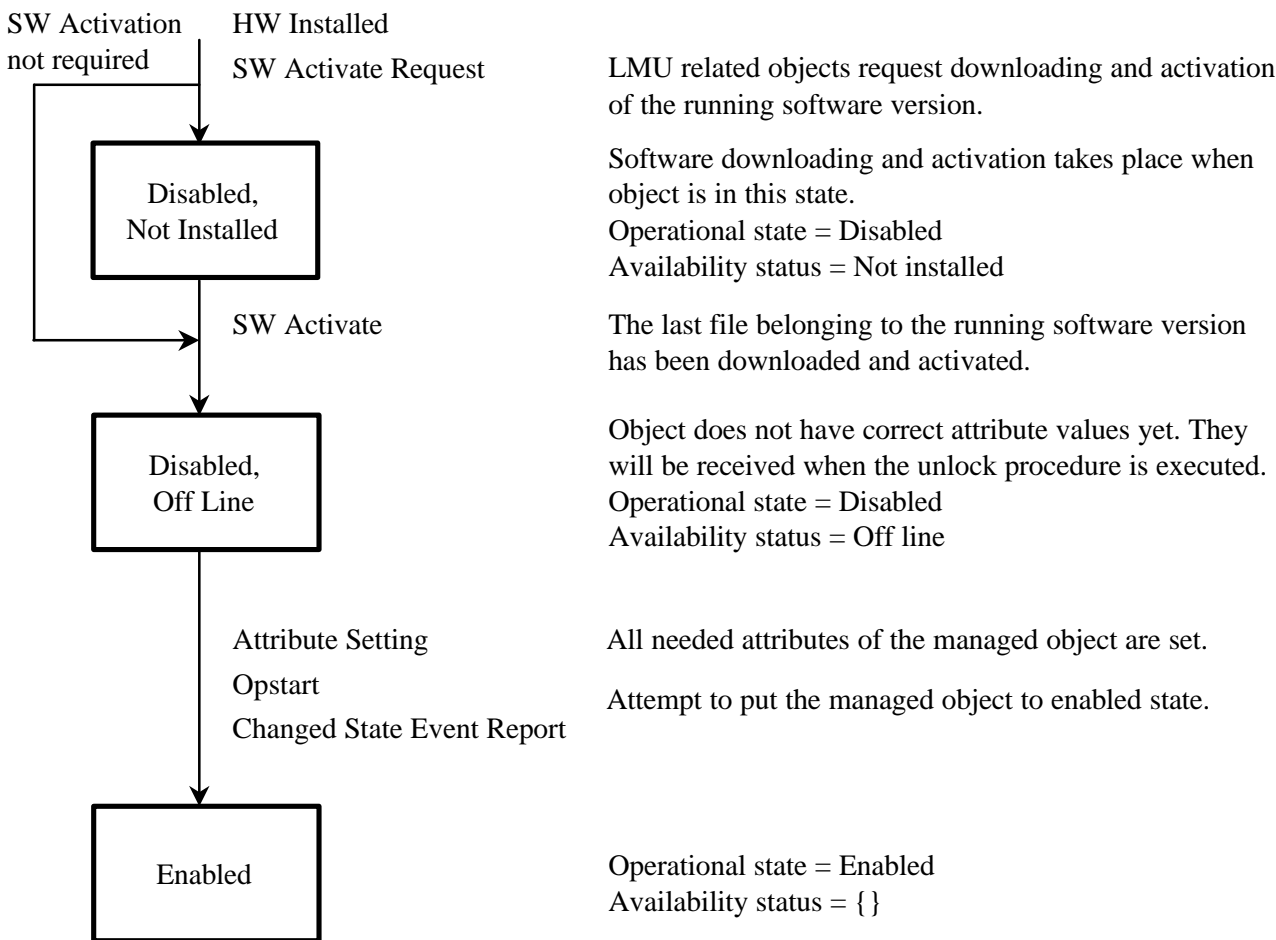 SW Activation
not required
HW Installed
SW Activate Request
LMU related objects request downloading and activation
of the running software version.
Disabled,
Not Installed
Software downloading and activation takes place when
object is in this state.
Operational state = Disabled
Availability status = Not installed
SW Activate
The last file belonging to the running software version
has been downloaded and activated.
Disabled,
Off Line
Object does not have correct attribute values yet. They
will be received when the unlock procedure is executed.
Operational state = Disabled
Availability status = Off line
Attribute Setting
All needed attributes of the managed object are set.
Opstart
Attempt to put the managed object to enabled state.
Changed State Event Report
Enabled
Operational state = Enabled
Availability status = {}